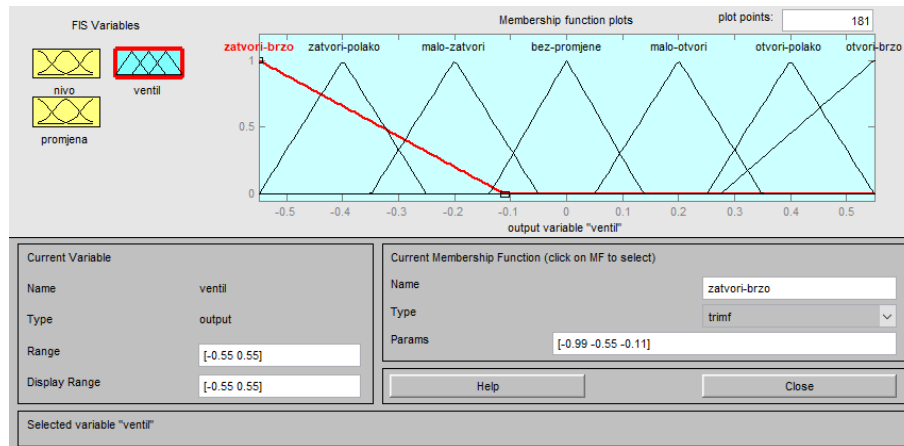 FIS Variables
nivo
ventil
promjena
Membership function plots
plot points:
181
zatvori-brzo zatvori-polako malo-zatvori bez-promjene malo-otvori otvori-polako otvori-brzo
1
0.5
0
-0.5 -0.4 -0.3 -0.2 -0.1 0 0.1 0.2 0.3 0.4 0.5
output variable "ventil"
Current Variable
Name ventil
Type output
Range [-0.55 0.55]
Display Range [-0.55 0.55]
Current Membership Function (click on MF to select)
Name zatvori-brzo
Type trimf
Params [-0.99 -0.55 -0.11]
Help Close
Selected variable "ventil"